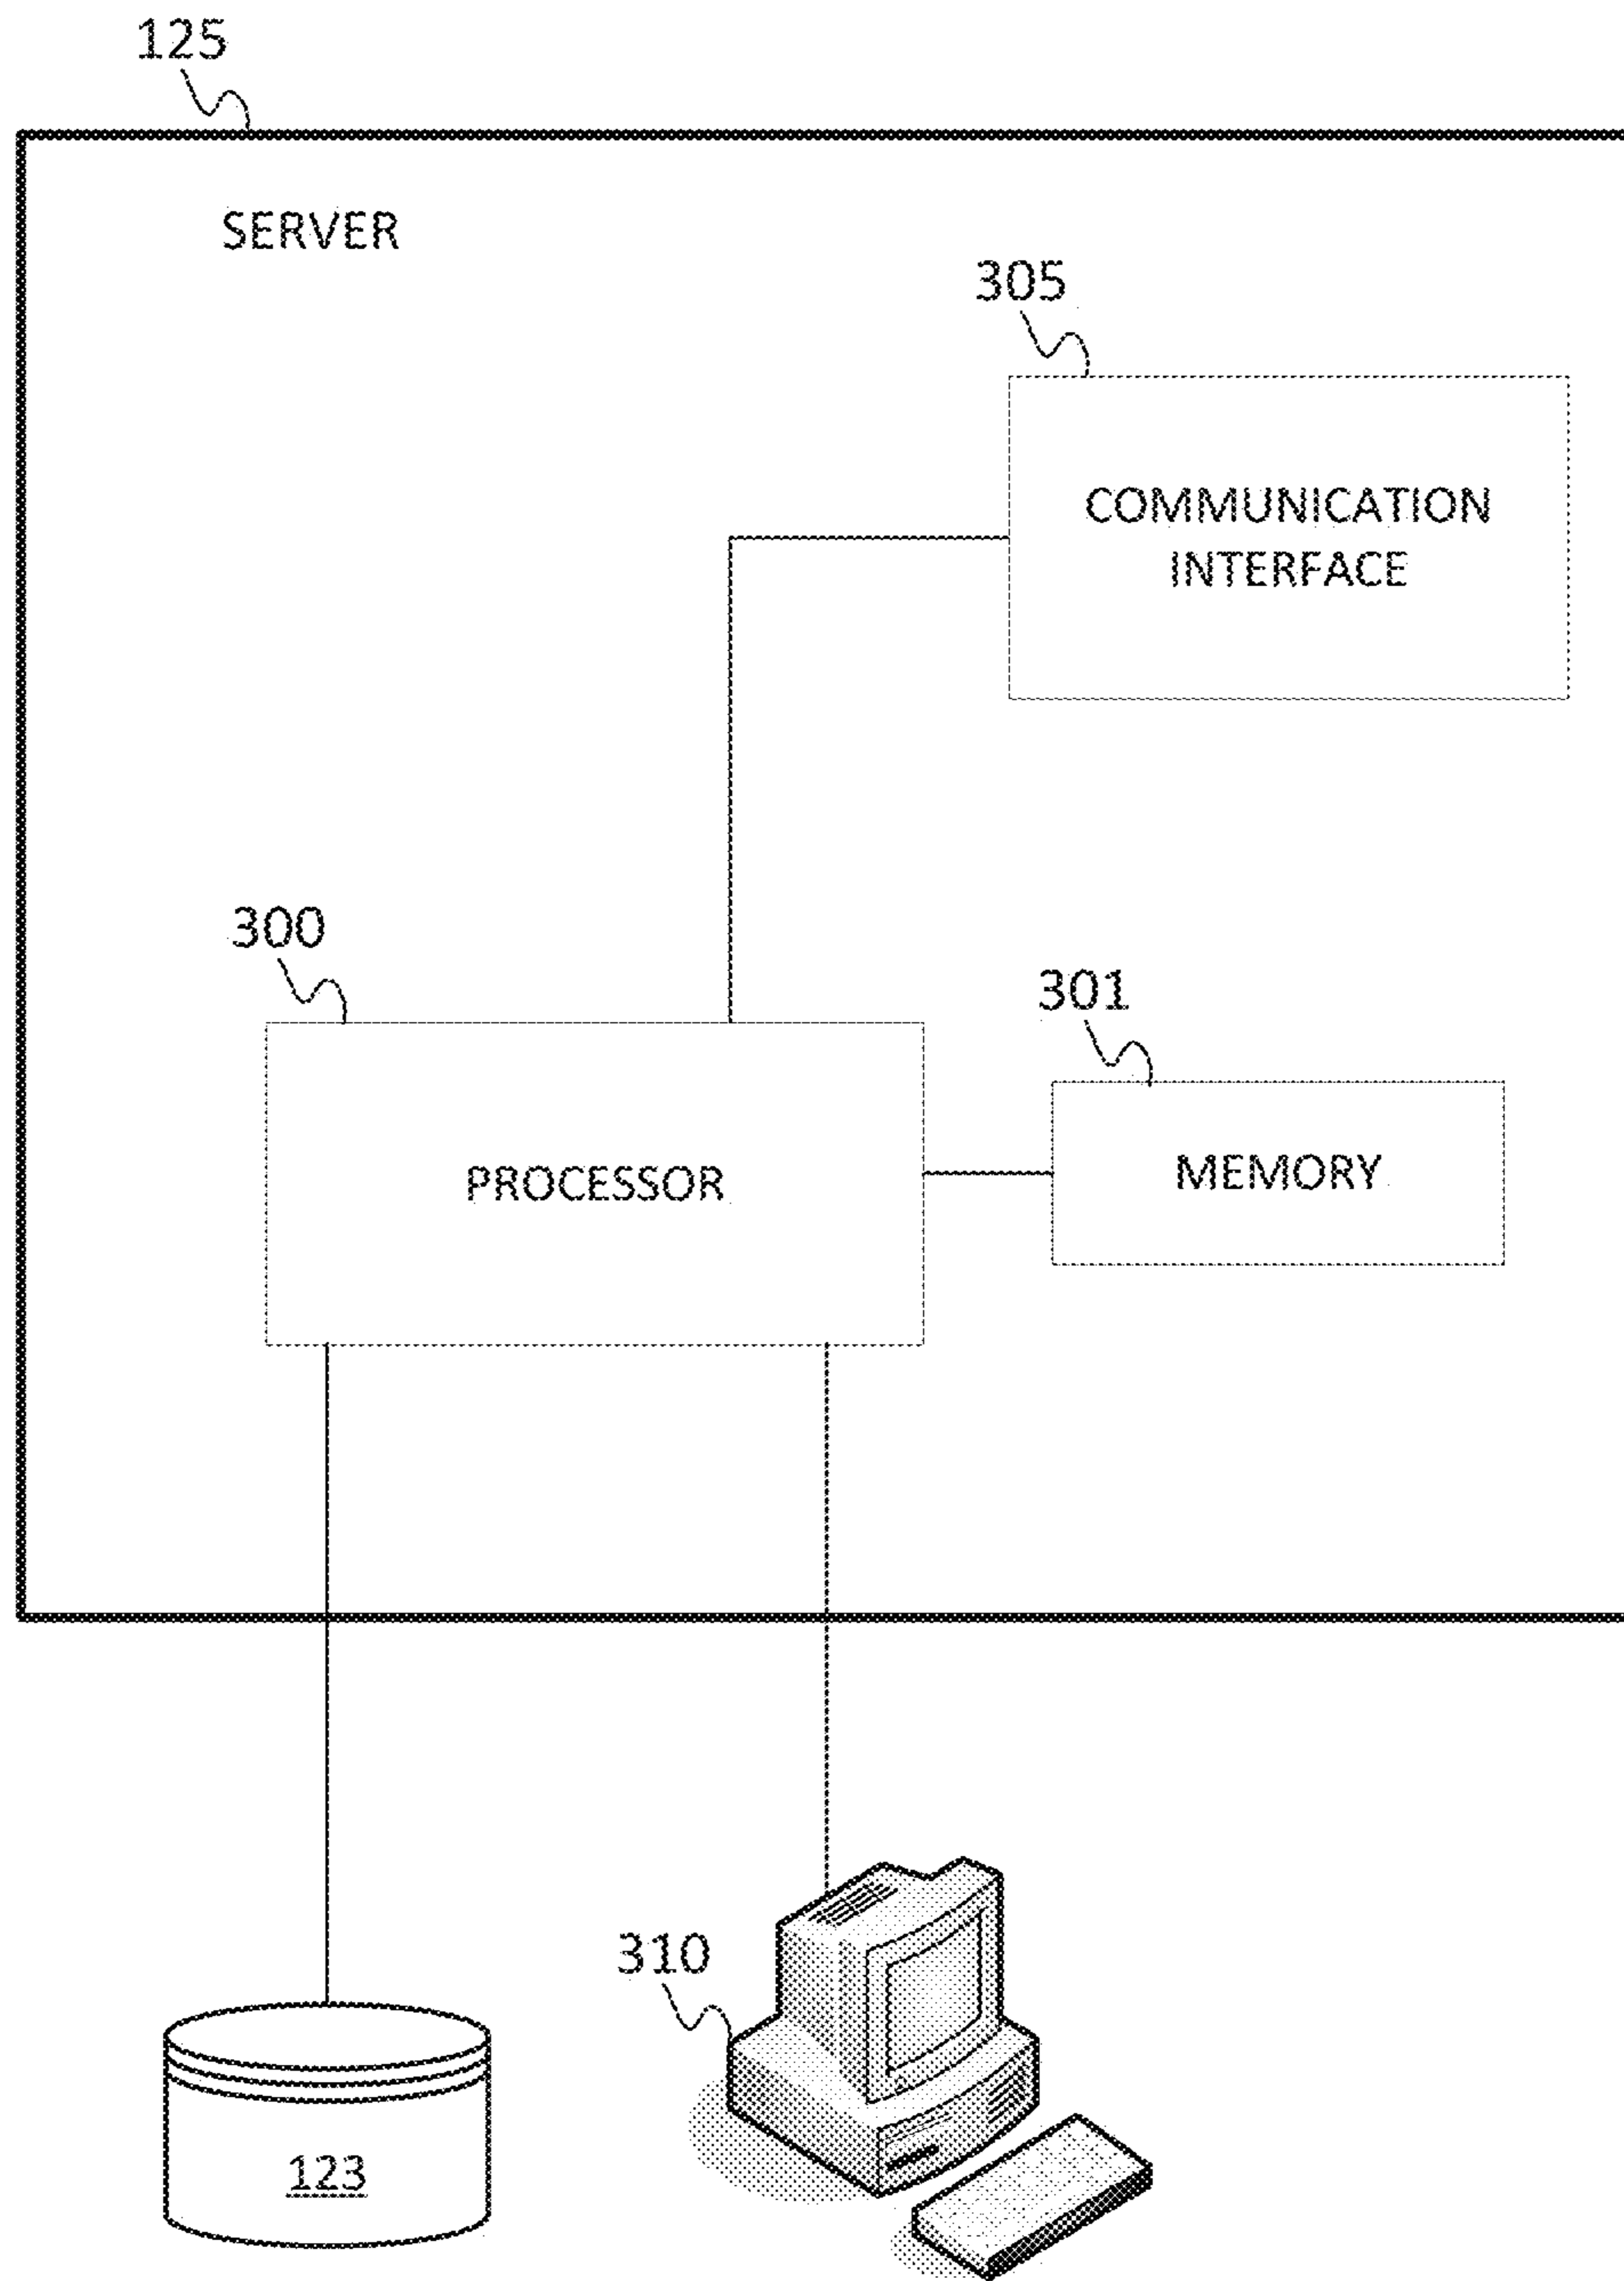 125
SERVER
305
COMMUNICATION
INTERFACE
300
301
PROCESSOR
MEMORY
310
123